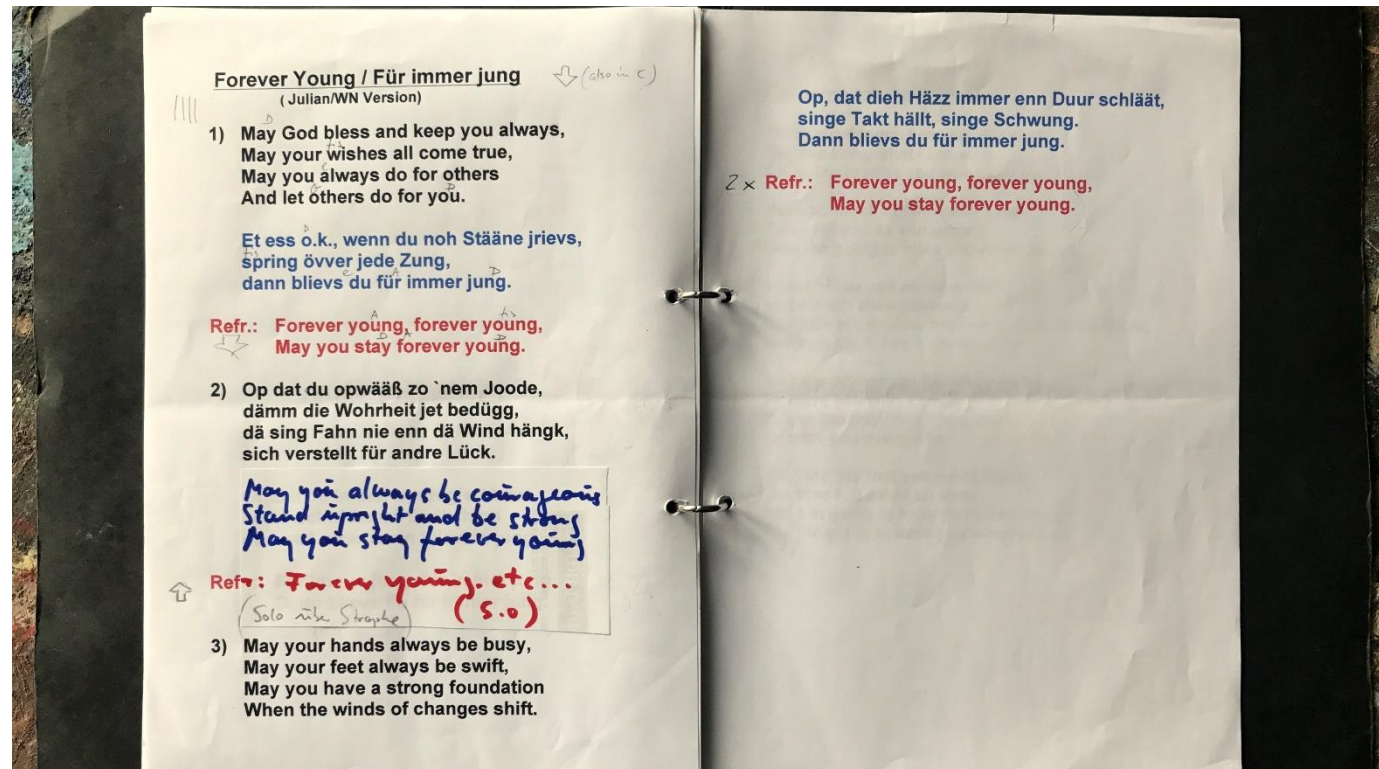 Forever Young / Für immer jung (also in C)
( Julian/WN Version)
D
1) May God bless and keep you always,
fis
May your wishes all come true,
May you always do for others
A D
And let others do for you.
D
Et ess o.k., wenn du noh Stääne jrievs,
fis
spring övver jede Zung,
e A D
dann blievs du für immer jung.
A fis
Refr.: Forever young, forever young,
D A D
May you stay forever young.
2) Op dat du opwääß zo `nem Joode,
dämm die Wohrheit jet bedügg,
dä sing Fahn nie enn dä Wind hängk,
sich verstellt für andre Lück.
May you always be courageous
Stand upright and be strong
May you stay forever young
Refr: Forever young. etc...
(Solo über Strophe) (s.o)
3) May your hands always be busy,
May your feet always be swift,
May you have a strong foundation
When the winds of changes shift.
Op, dat dieh Häzz immer enn Duur schläät,
singe Takt hällt, singe Schwung.
Dann blievs du für immer jung.
2x Refr.: Forever young, forever young,
May you stay forever young.